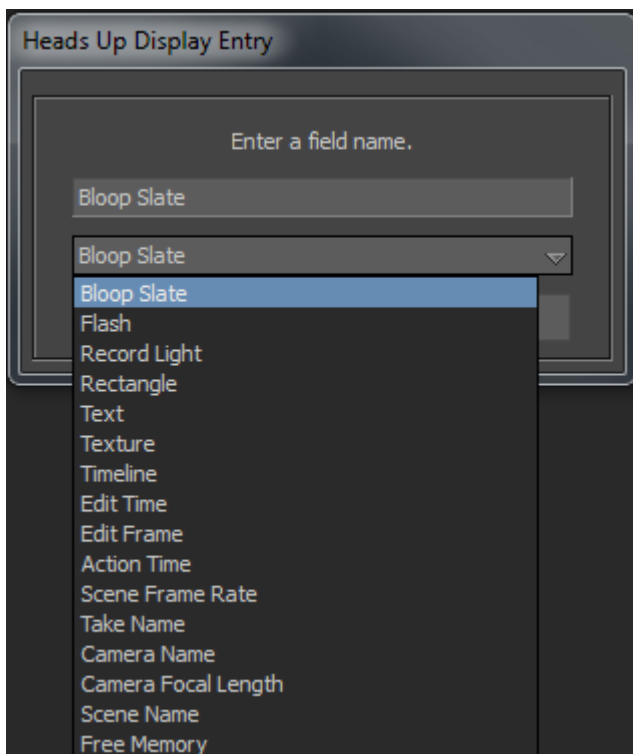 Heads Up Display Entry
Enter a field name.
Bloop Slate
Bloop Slate
Bloop Slate
Flash
Record Light
Rectangle
Text
Texture
Timeline
Edit Time
Edit Frame
Action Time
Scene Frame Rate
Take Name
Camera Name
Camera Focal Length
Scene Name
Free Memory